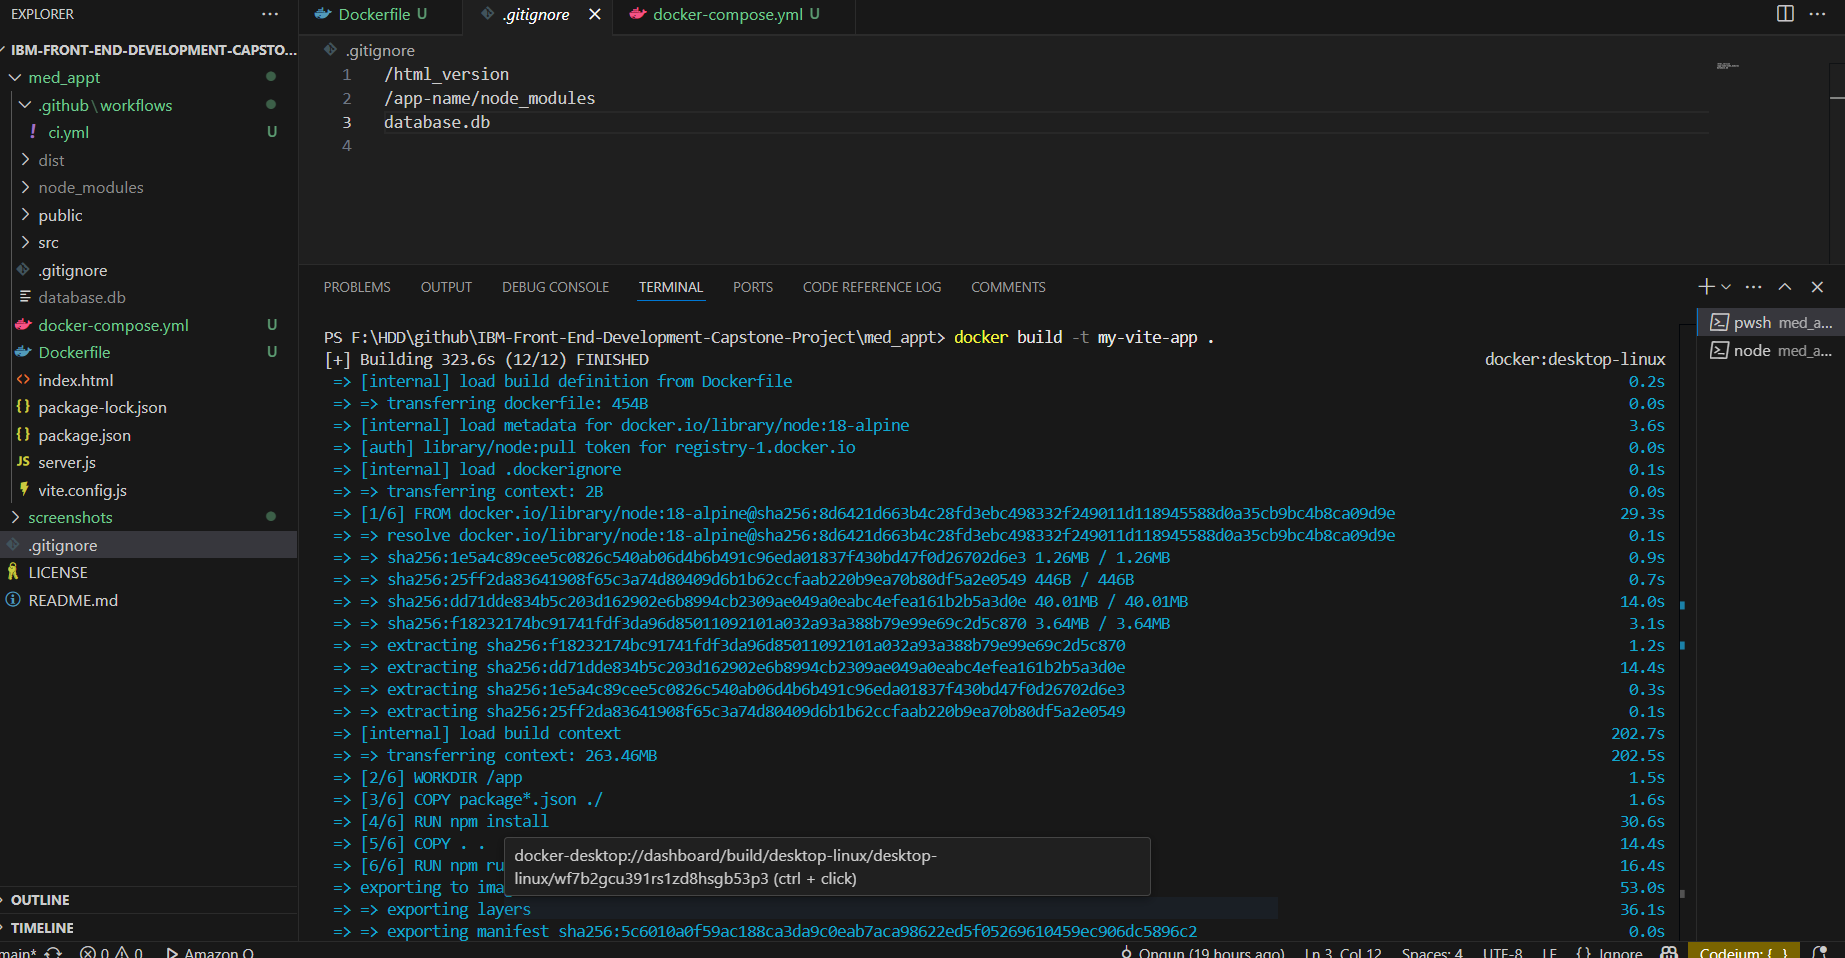 EXPLORER
IBM-FRONT-END-DEVELOPMENT-CAPSTO...
med_appt
.github \ workflows
ci.yml U
dist
node_modules
public
src
.gitignore
database.db
docker-compose.yml U
Dockerfile U
index.html
package-lock.json
package.json
JS server.js
vite.config.js
screenshots
.gitignore
LICENSE
README.md
OUTLINE
TIMELINE
Dockerfile U
.gitignore
docker-compose.yml U
.gitignore
1 /html_version
2 /app-name/node_modules
3 database.db
4
PROBLEMS OUTPUT DEBUG CONSOLE TERMINAL PORTS CODE REFERENCE LOG COMMENTS
pwsh med_a...
node med_a...
PS F:\HDD\github\IBM-Front-End-Development-Capstone-Project\med_appt> docker build -t my-vite-app .
[+] Building 323.6s (12/12) FINISHED docker:desktop-linux
=> [internal] load build definition from Dockerfile 0.2s
=> => transferring dockerfile: 454B 0.0s
=> [internal] load metadata for docker.io/library/node:18-alpine 3.6s
=> [auth] library/node:pull token for registry-1.docker.io 0.0s
=> [internal] load .dockerignore 0.1s
=> => transferring context: 2B 0.0s
=> [1/6] FROM docker.io/library/node:18-alpine@sha256:8d6421d663b4c28fd3ebc498332f249011d118945588d0a35cb9bc4b8ca09d9e 29.3s
=> => resolve docker.io/library/node:18-alpine@sha256:8d6421d663b4c28fd3ebc498332f249011d118945588d0a35cb9bc4b8ca09d9e 0.1s
=> => sha256:1e5a4c89cee5c0826c540ab06d4b6b491c96eda01837f430bd47f0d26702d6e3 1.26MB / 1.26MB 0.9s
=> => sha256:25ff2da83641908f65c3a74d80409d6b1b62ccfaab220b9ea70b80df5a2e0549 446B / 446B 0.7s
=> => sha256:dd71dde834b5c203d162902e6b8994cb2309ae049a0eabc4efea161b2b5a3d0e 40.01MB / 40.01MB 14.0s
=> => sha256:f18232174bc91741fdf3da96d85011092101a032a93a388b79e99e69c2d5c870 3.64MB / 3.64MB 3.1s
=> => extracting sha256:f18232174bc91741fdf3da96d85011092101a032a93a388b79e99e69c2d5c870 1.2s
=> => extracting sha256:dd71dde834b5c203d162902e6b8994cb2309ae049a0eabc4efea161b2b5a3d0e 14.4s
=> => extracting sha256:1e5a4c89cee5c0826c540ab06d4b6b491c96eda01837f430bd47f0d26702d6e3 0.3s
=> => extracting sha256:25ff2da83641908f65c3a74d80409d6b1b62ccfaab220b9ea70b80df5a2e0549 0.1s
=> [internal] load build context 202.7s
=> => transferring context: 263.46MB 202.5s
=> [2/6] WORKDIR /app 1.5s
=> [3/6] COPY package*.json ./ 1.6s
=> [4/6] RUN npm install 30.6s
=> [5/6] COPY . . 14.4s
=> [6/6] RUN npm ru 16.4s
=> exporting to ima 53.0s
=> => exporting layers 36.1s
=> => exporting manifest sha256:5c6010a0f59ac188ca3da9c0eab7aca98622ed5f05269610459ec906dc5896c2 0.0s
docker-desktop://dashboard/build/desktop-linux/desktop-
linux/wf7b2gcu391rs1zd8hsgb53p3 (ctrl + click)
main* 0 0 Amazon Q Ongun (19 hours ago) Ln 3, Col 12 Spaces: 4 UTF-8 LF {} Ignore Codeium: {...}